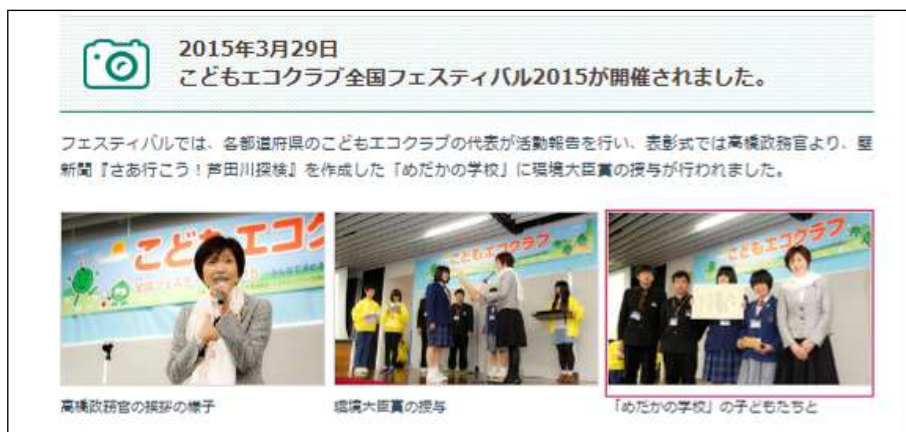 2015年3月29日
こどもエコクラブ全国フェスティバル2015が開催されました。
フェスティバルでは、各都道府県のこどもエコクラブの代表が活動報告を行い、表彰式では高橋政務官より、壁
新聞『さあ行こう！芦田川探検』を作成した「めだかの学校」に環境大臣賞の授与が行われました。
こどもエコク
全国フェス
こどもエコクラブ
こどもエコクラブ
高橋政務官の挨拶の様子
環境大臣賞の授与
「めだかの学校」の子どもたちと